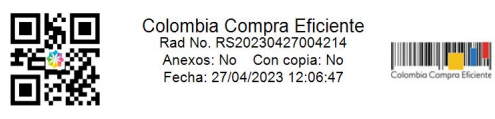 Colombia Compra Eficiente
Rad No. RS20230427004214
Anexos: No Con copia: No
Fecha: 27/04/2023 12:06:47
Colombia Compra Eficiente